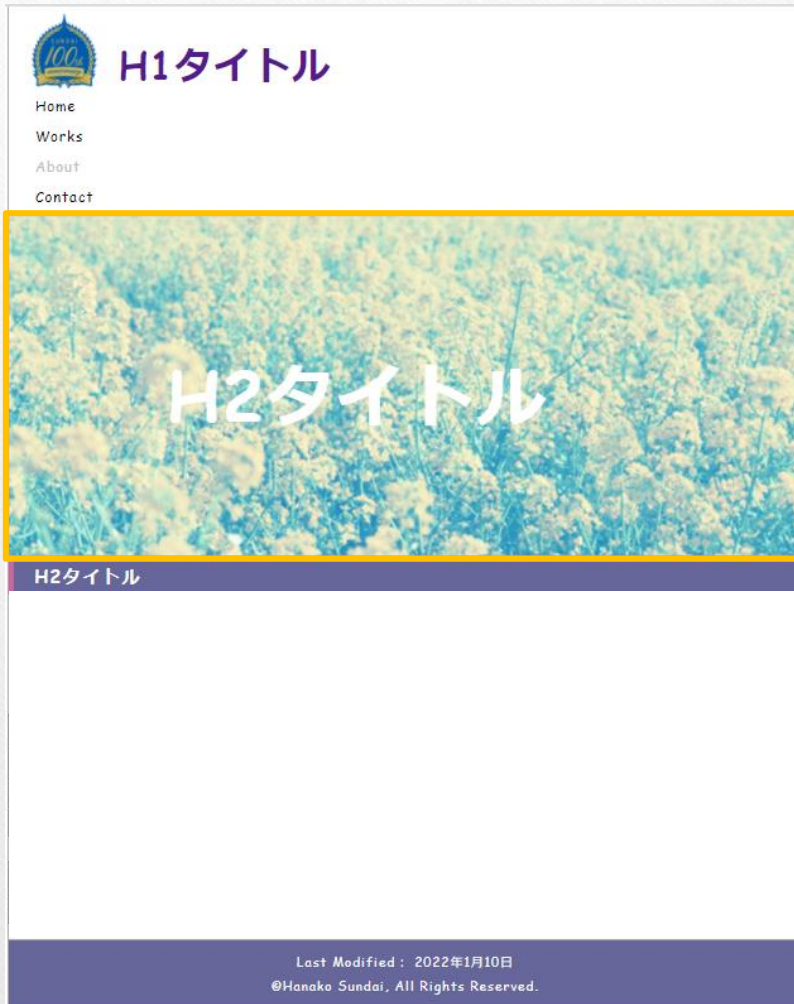 100th
H1タイトル
Home
Works
About
Contact
H2タイトル
H2タイトル
Last Modified : 2022年1月10日
©Hanako Sundai, All Rights Reserved.